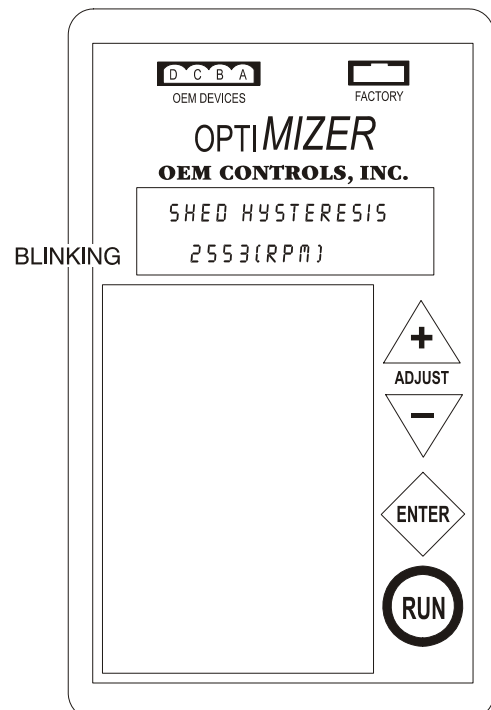 D C B A
OEM DEVICES
FACTORY
OPTIMIZER
OEM CONTROLS, INC.
SHED HYSTERESIS
BLINKING
2553(RPM)
+
ADJUST
−
ENTER
RUN